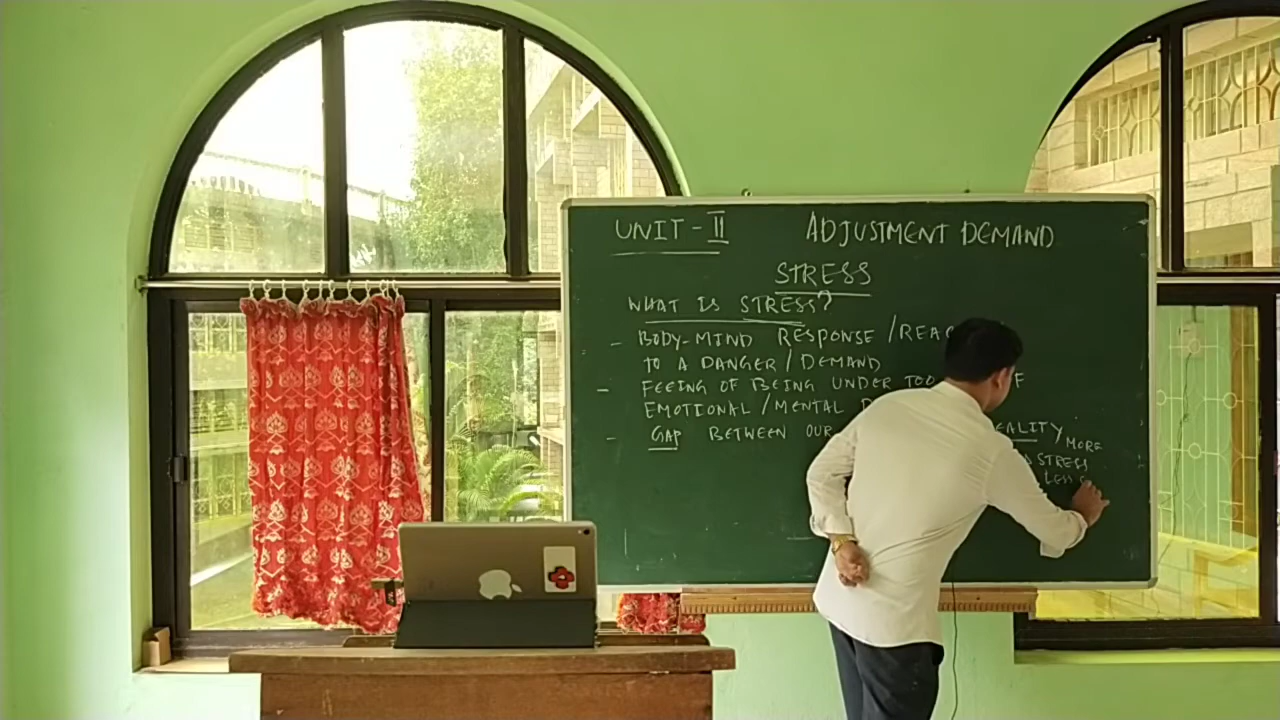 UNIT - II ADJUSTMENT DEMAND
STRESS
WHAT IS STRESS?
- BODY-MIND RESPONSE /REAC
TO A DANGER / DEMAND
- FEEING OF BEING UNDER TOO F
EMOTIONAL /MENTAL
- GAP BETWEEN OUR EALITY MORE
STRESS
LESS